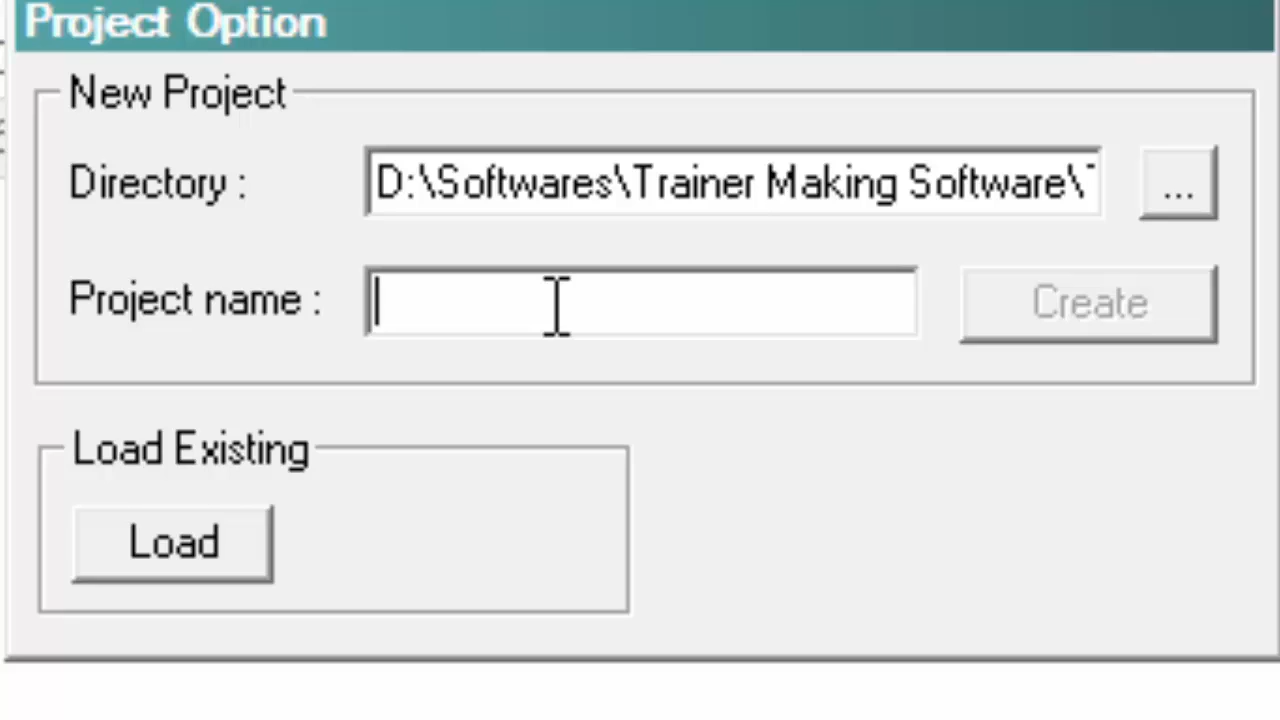 Project Option
New Project
Directory :
D:\Softwares\Trainer Making Software\
...
Project name :
Create
Load Existing
Load